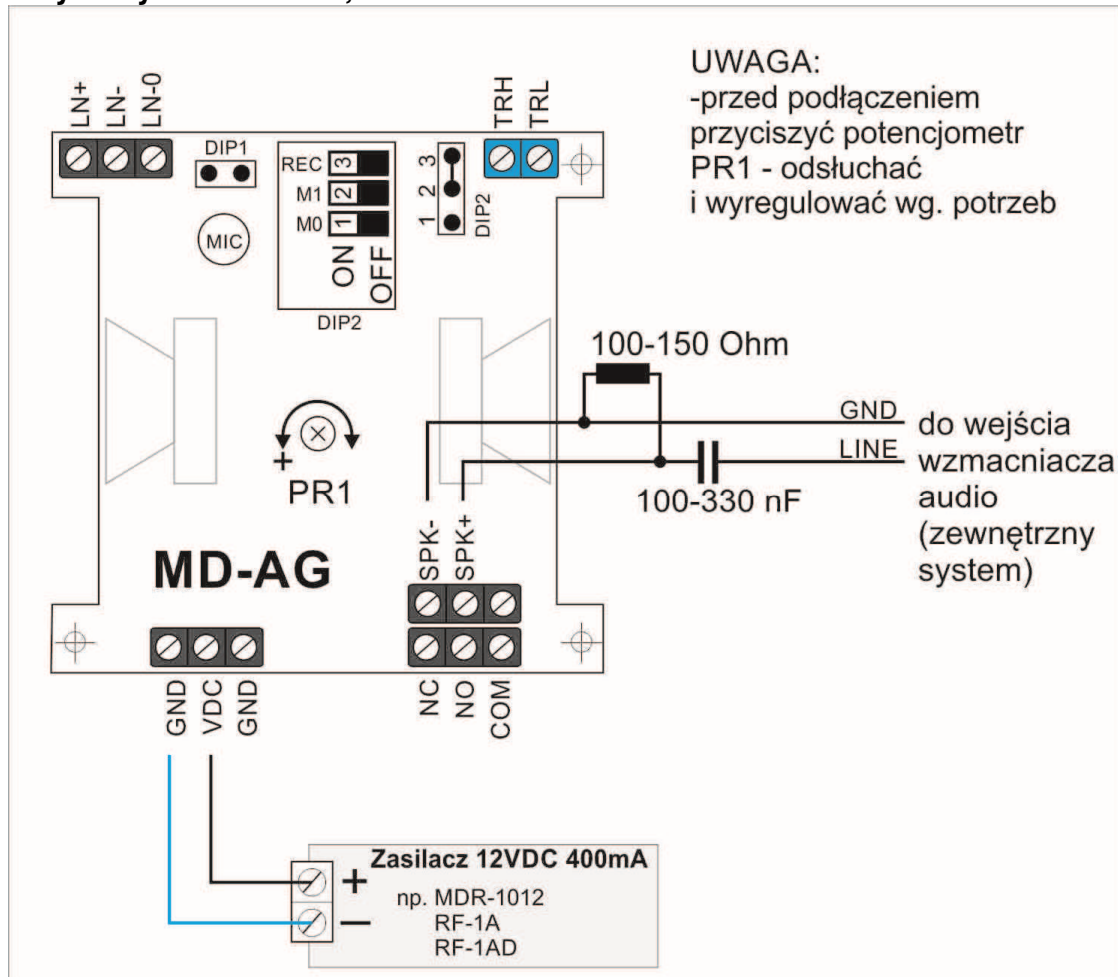 LN+
LN-
LN-0
DIP1
MIC
REC
M1
M0
3
2
1
ON
OFF
DIP2
3
2
1
DIP2
TRH
TRL
UWAGA:
-przed podłączeniem
przyciszyć potencjometr
PR1 - odsłuchać
i wyregulować wg. potrzeb
100-150 Ohm
GND
LINE
do wejścia
wzmacniacza
audio
(zewnętrzny
system)
100-330 nF
+
PR1
MD-AG
SPK-
SPK+
GND
VDC
GND
NC
NO
COM
Zasilacz 12VDC 400mA
+
np. MDR-1012
–
RF-1A
RF-1AD